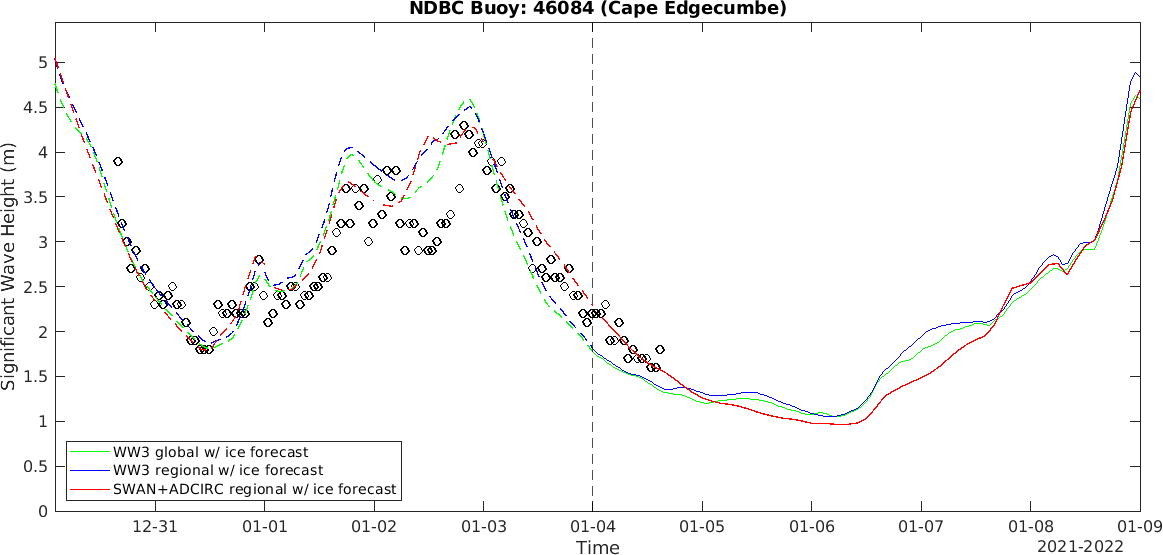 NDBC Buoy: 46084 (Cape Edgecumbe)
Significant Wave Height (m)
5
4.5
4
3.5
3
2.5
2
1.5
1
0.5
0
WW3 global w/ ice forecast
WW3 regional w/ ice forecast
SWAN+ADCIRC regional w/ ice forecast
12-31 01-01 01-02 01-03 01-04 01-05 01-06 01-07 01-08 01-09
Time
2021-2022